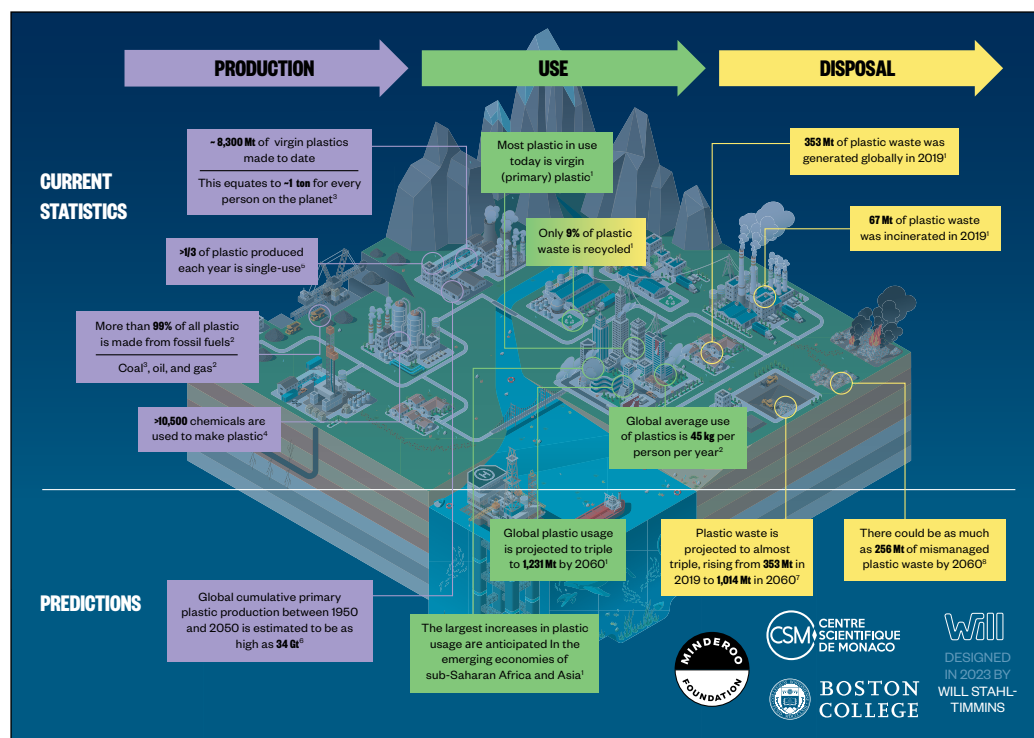 PRODUCTION
USE
DISPOSAL
CURRENT
STATISTICS
~ 8,300 Mt of virgin plastics
made to date
This equates to ~1 ton for every
person on the planet³
>1/3 of plastic produced
each year is single-use⁵
More than 99% of all plastic
is made from fossil fuels²
Coal³, oil, and gas²
>10,500 chemicals are
used to make plastic⁴
Most plastic in use
today is virgin
(primary) plastic¹
Only 9% of plastic
waste is recycled¹
Global average use
of plastics is 45 kg per
person per year²
353 Mt of plastic waste was
generated globally in 2019¹
67 Mt of plastic waste
was incinerated in 2019¹
H
PREDICTIONS
Global cumulative primary
plastic production between 1950
and 2050 is estimated to be as
high as 34 Gt⁶
Global plastic usage
is projected to triple
to 1,231 Mt by 2060¹
The largest increases in plastic
usage are anticipated In the
emerging economies of
sub-Saharan Africa and Asia¹
Plastic waste is
projected to almost
triple, rising from 353 Mt in
2019 to 1,014 Mt in 2060⁷
There could be as much
as 256 Mt of mismanaged
plastic waste by 2060⁸
MINDEROO
FOUNDATION
CSM
CENTRE
SCIENTIFIQUE
DE MONACO
BOSTON
COLLEGE
Will
DESIGNED
IN 2023 BY
WILL STAHL-
TIMMINS